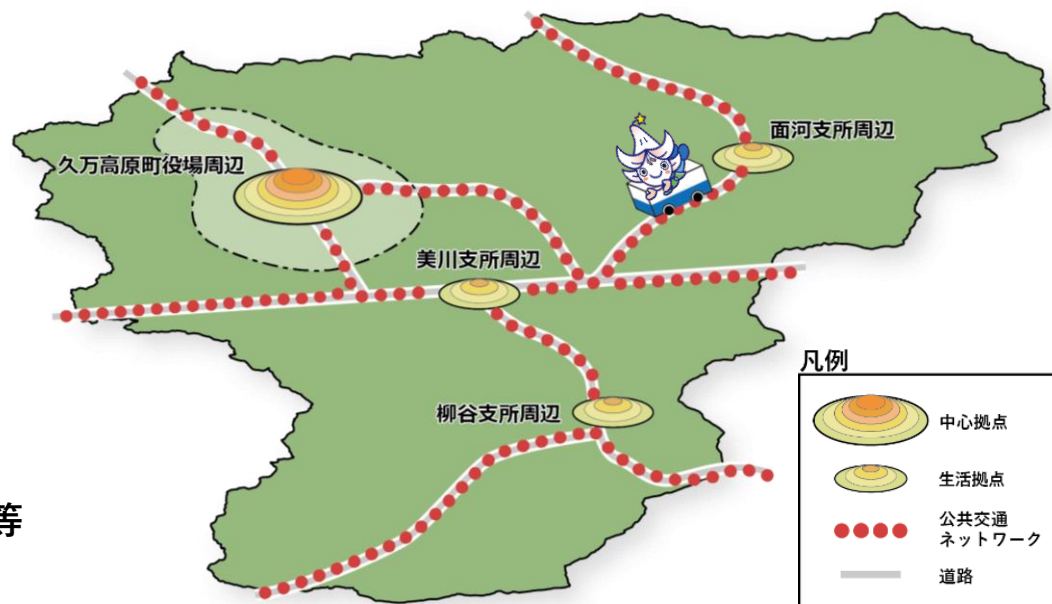 面河支所周辺
久万高原町役場周辺
美川支所周辺
柳谷支所周辺
等
凡例
中心拠点
生活拠点
公共交通
ネットワーク
道路